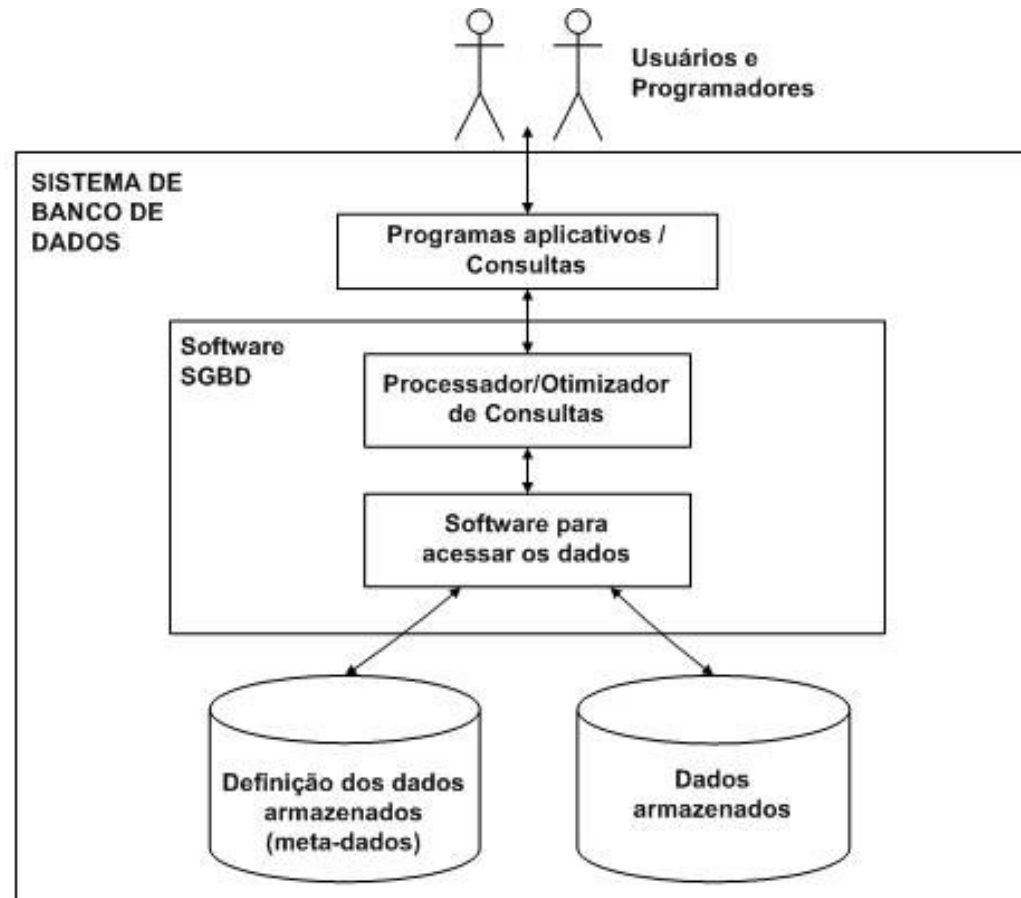 Usuários e
Programadores
SISTEMA DE
BANCO DE
DADOS
Programas aplicativos /
Consultas
Software
SGBD
Processador/Otimizador
de Consultas
Software para
acessar os dados
Definição dos dados
armazenados
(meta-dados)
Dados
armazenados